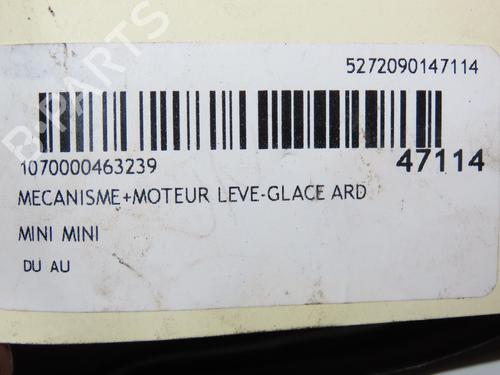 5272090147114
1070000463239
47114
MECANISME+MOTEUR LEVE-GLACE ARD
MINI MINI
DU AU
B-PARTS